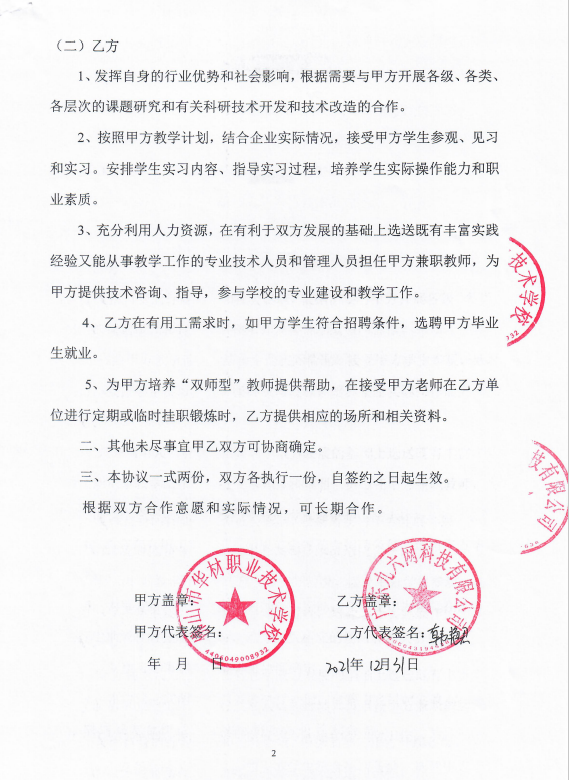 （二）乙方
1、发挥自身的行业优势和社会影响，根据需要与甲方开展各级、各类、
各层次的课题研究和有关科研技术开发和技术改造的合作。
2、按照甲方教学计划，结合企业实际情况，接受甲方学生参观、见习
和实习。安排学生实习内容、指导实习过程，培养学生实际操作能力和职
业素质。
3、充分利用人力资源，在有利于双方发展的基础上选送既有丰富实践
经验又能从事教学工作的专业技术人员和管理人员担任甲方兼职教师，为
甲方提供技术咨询、指导，参与学校的专业建设和教学工作。
技术学校
932
4、乙方在有用工需求时，如甲方学生符合招聘条件，选聘甲方毕业
生就业。
5、为甲方培养“双师型”教师提供帮助，在接受甲方老师在乙方单
位进行定期或临时挂职锻炼时，乙方提供相应的场所和相关资料。
二、其他未尽事宜甲乙双方可协商确定。
技有限公司
三、本协议一式两份，双方各执行一份，自签约之日起生效。
根据双方合作意愿和实际情况，可长期合作。
山市华材职业技术学校
4406049008932
广东九六网科技有限公司
甲方盖章：
乙方盖章：
甲方代表签名：
乙方代表签名：
年 月 日
2021年12月31日
2